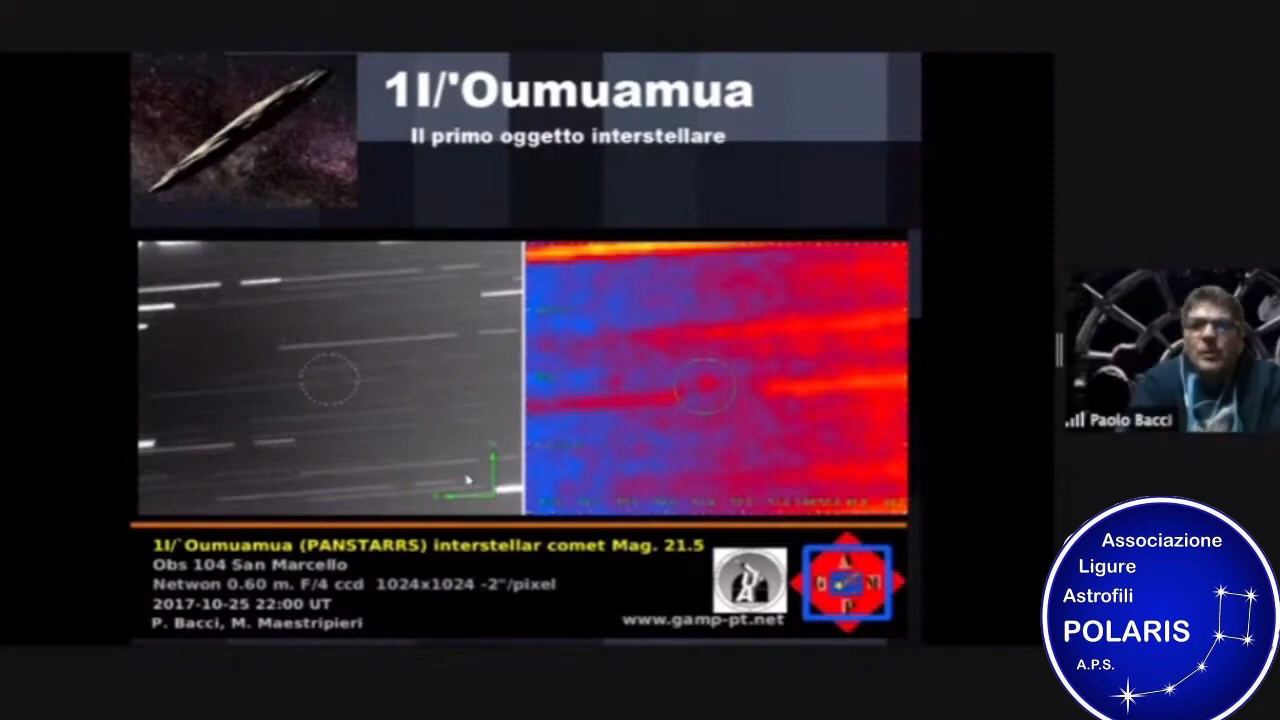 1I/'Oumuamua
Il primo oggetto interstellare
1I/`Oumuamua (PANSTARRS) interstellar comet Mag. 21.5
Obs 104 San Marcello
Netwon 0.60 m. F/4 ccd 1024x1024 -2"/pixel
2017-10-25 22:00 UT
P. Bacci, M. Maestripieri
www.gamp-pt.net
Paolo Bacci
Associazione
Ligure
Astrofili
POLARIS
A.P.S.